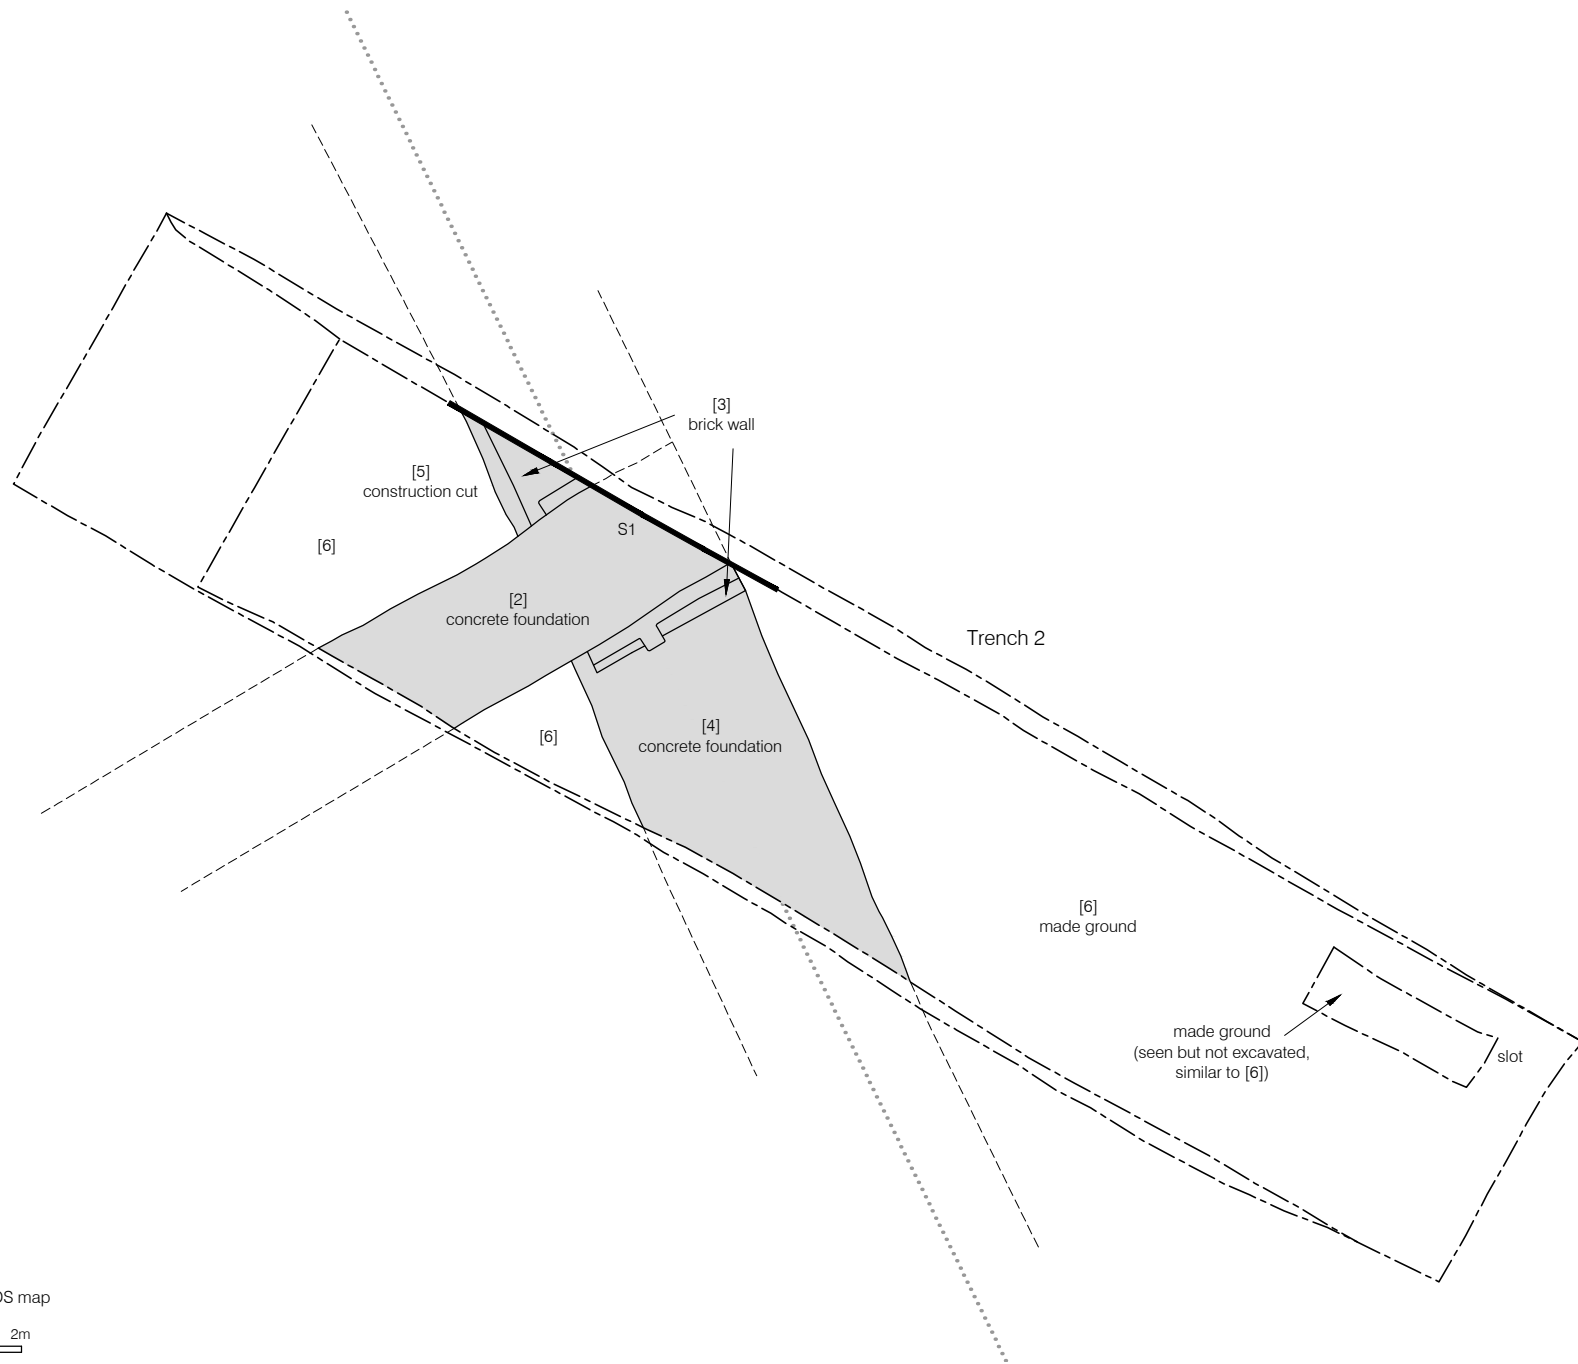 [3]
brick wall
[5]
construction cut
S1
[6]
[2]
concrete foundation
Trench 2
[6]
[4]
concrete foundation
[6]
made ground
made ground
(seen but not excavated,
similar to [6])
slot
OS map
2m